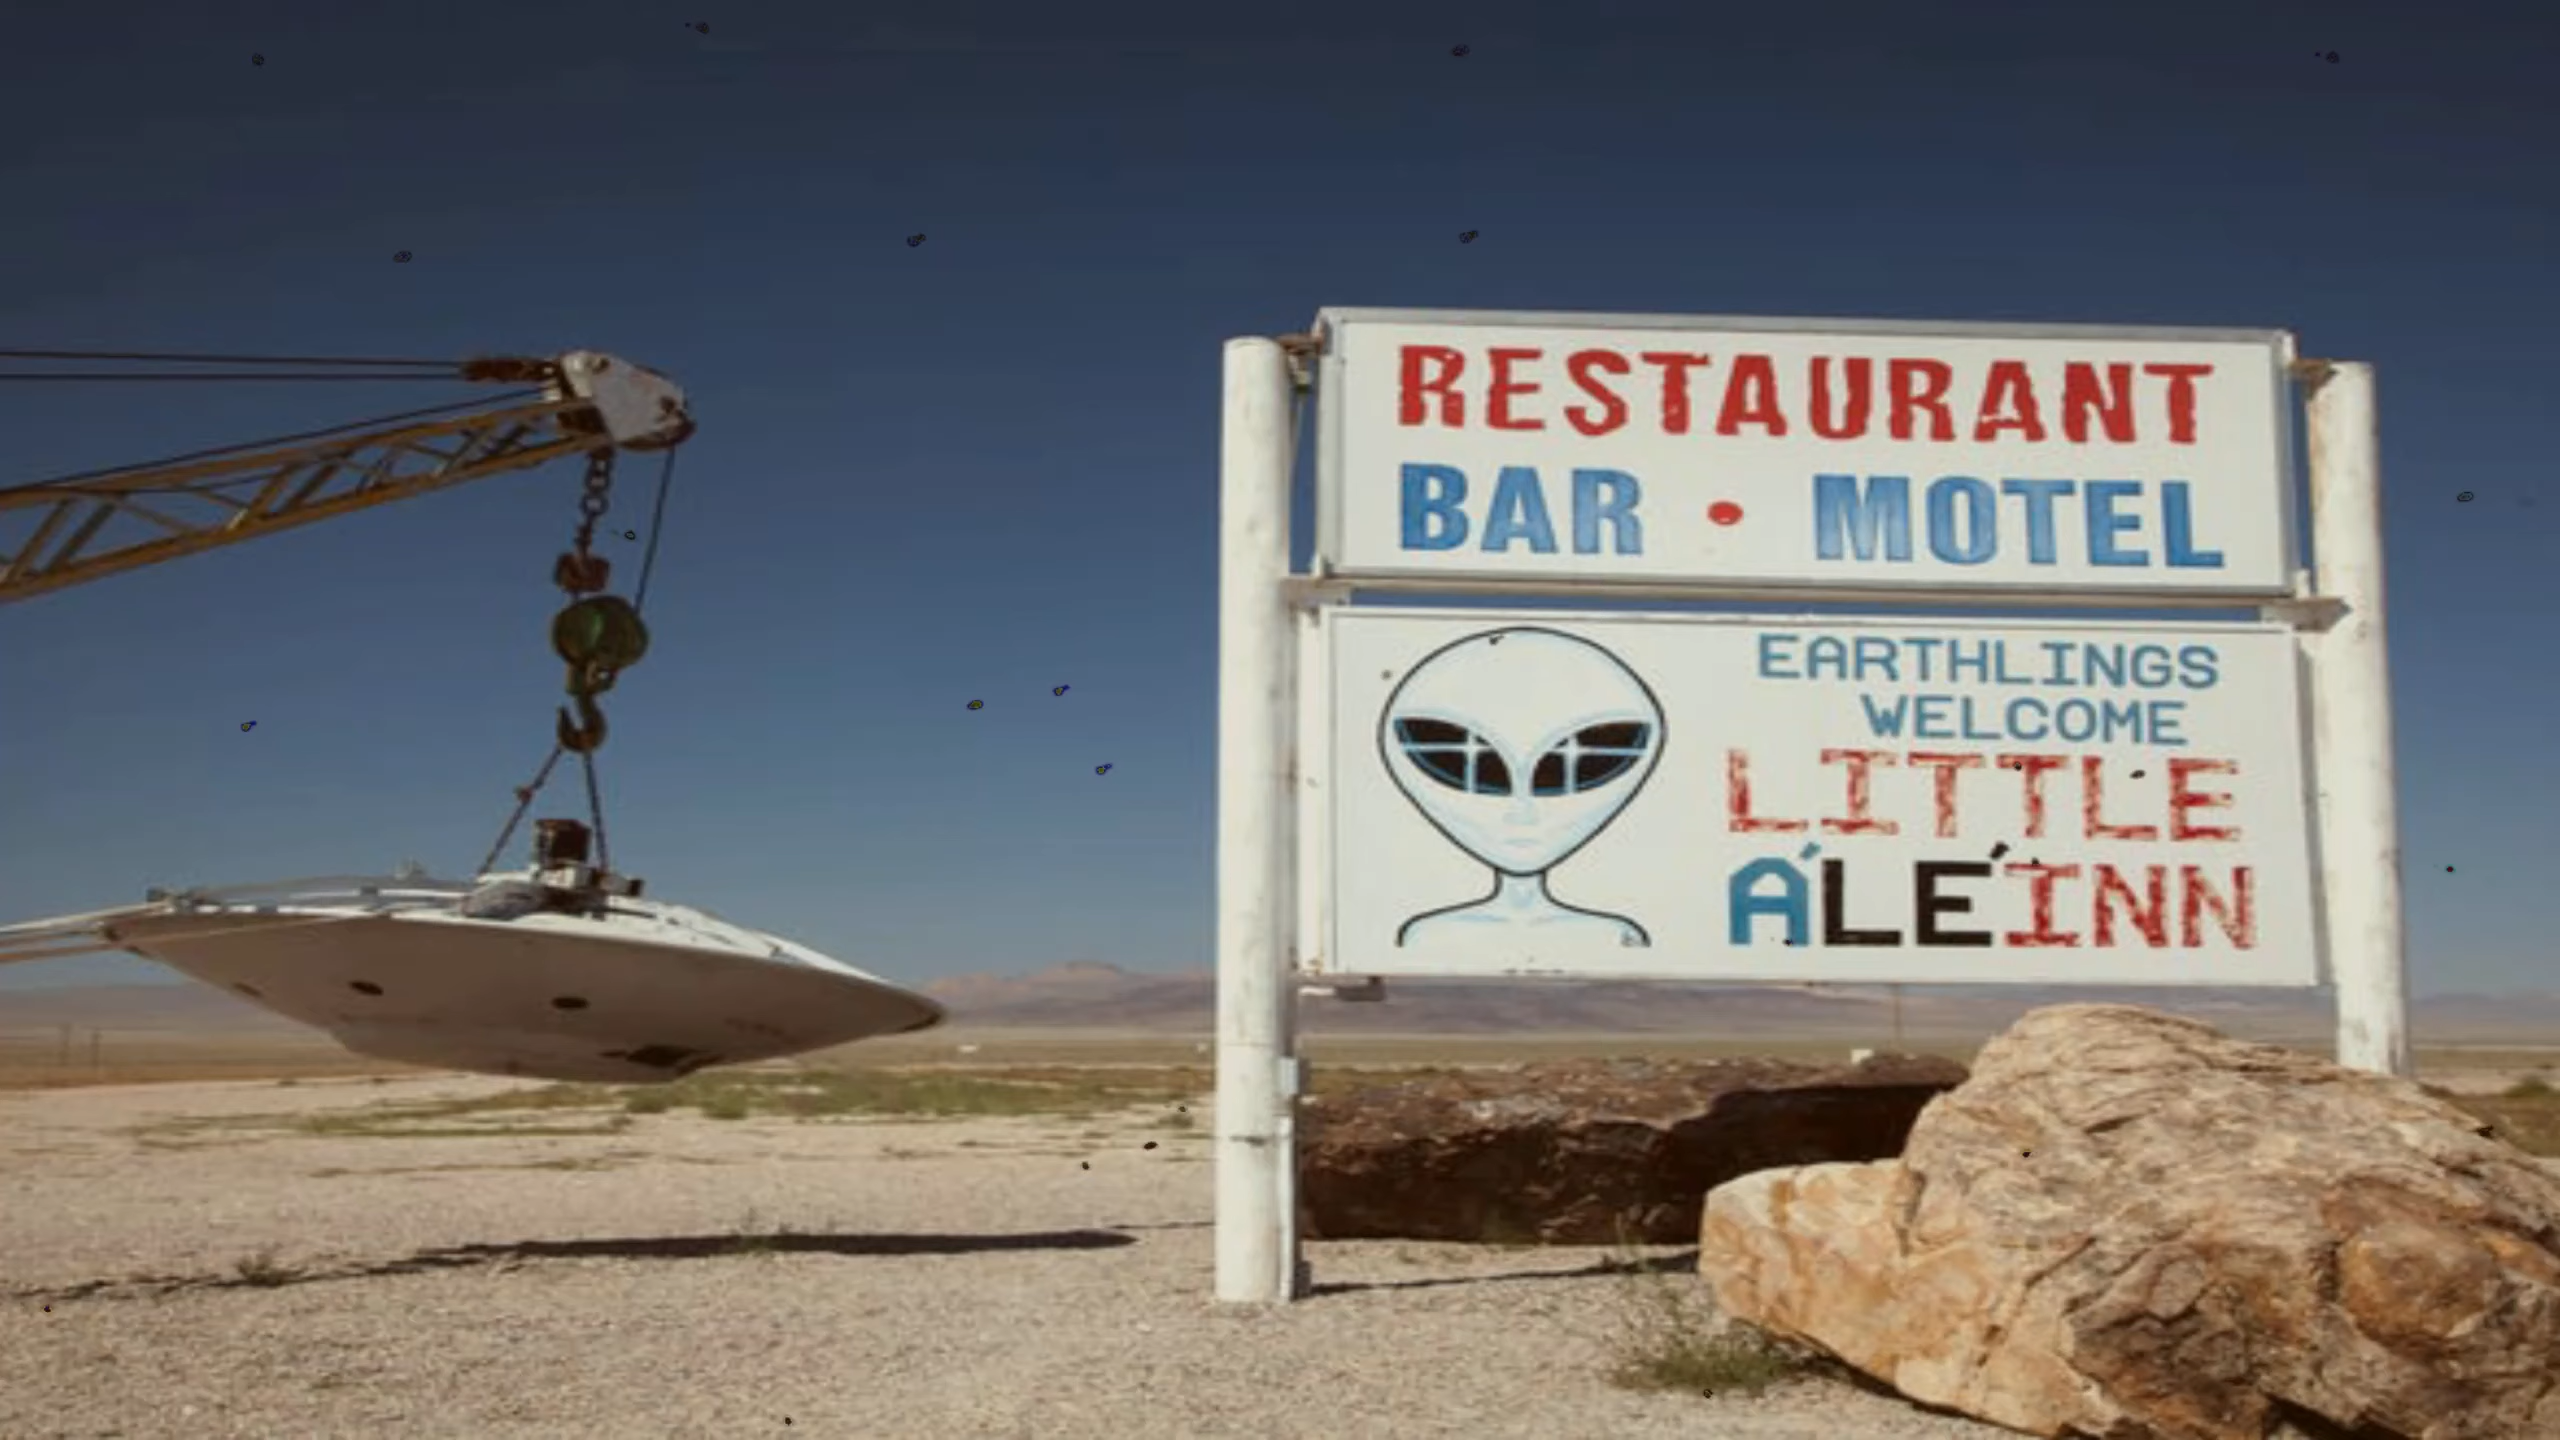 RESTAURANT
BAR • MOTEL
EARTHLINGS
WELCOME
LITTLE
A'LE'INN